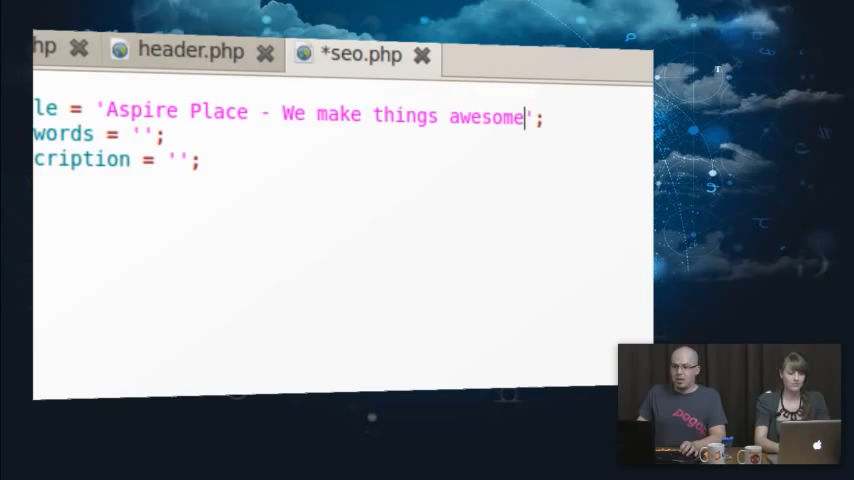 hp header.php *seo.php
le = 'Aspire Place - We make things awesome';
words = '';
cription = '';